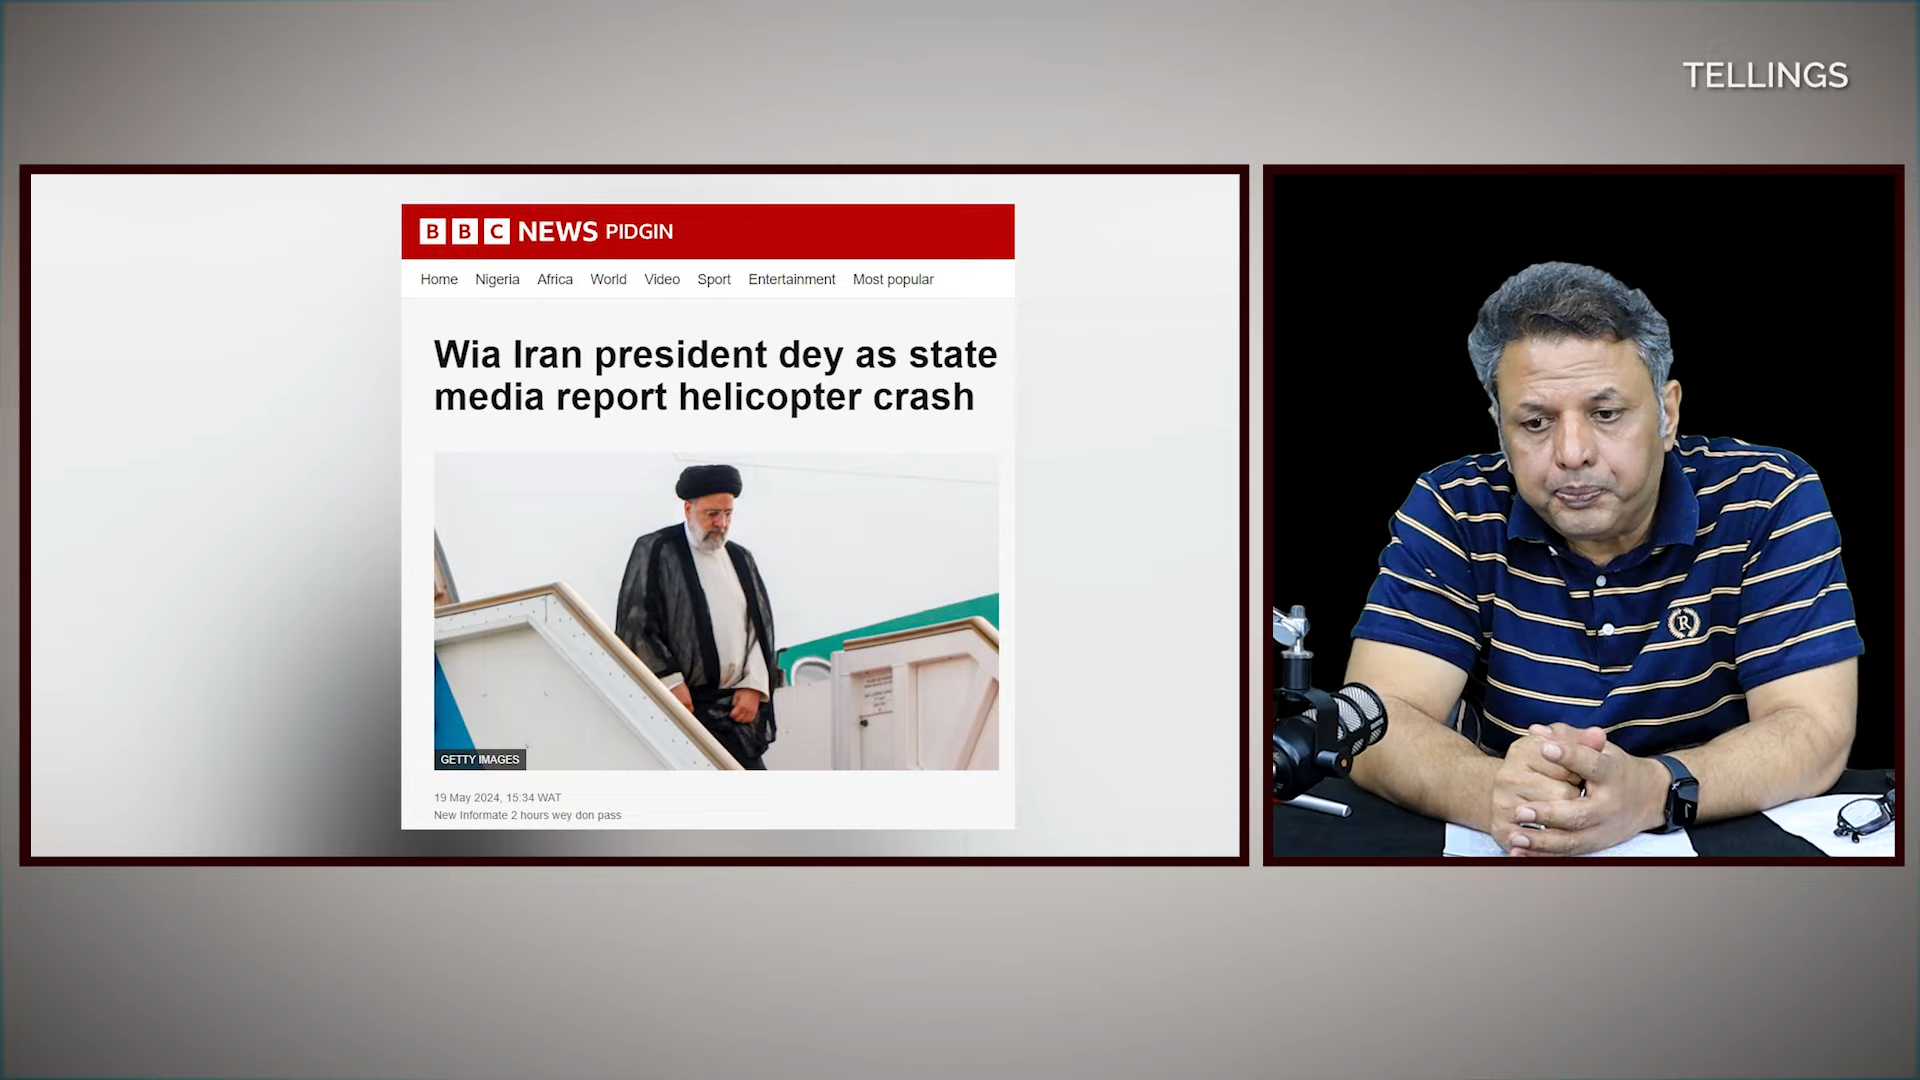 TELLINGS
BBC NEWS PIDGIN
Home Nigeria Africa World Video Sport Entertainment Most popular
Wia Iran president dey as state
media report helicopter crash
GETTY IMAGES
19 May 2024, 15:34 WAT
New Informate 2 hours wey don pass
R